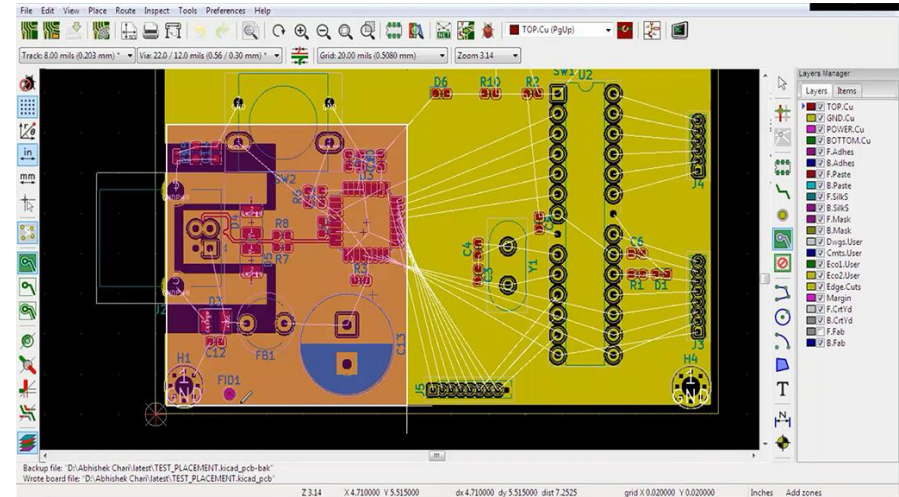 File Edit View Place Route Inspect Tools Preferences Help
TOP.Cu (PgUp)
Track: 8.00 mils (0.203 mm) * Via: 22.0 / 12.0 mils (0.56 / 0.30 mm) * Grid: 20.00 mils (0.5080 mm) Zoom 3.14
Layers Manager
Layers Items
TOP.Cu
GND.Cu
POWER.Cu
BOTTOM.Cu
F.Adhes
B.Adhes
F.Paste
B.Paste
F.SilkS
B.SilkS
F.Mask
B.Mask
Dwgs.User
Cmts.User
Eco1.User
Eco2.User
Edge.Cuts
Margin
F.CrtYd
B.CrtYd
F.Fab
B.Fab
in
mm
D6 R10 R2 SW1 U2
SW2
J3
J4
R8
R7
D4
D5
R3
C4
C3
Y1
C6
R1 D1
J2
D3
C12
FB1
C13
J3
H1
H4
FID1
J5
GND
GND
T
N
Backup file: "D:\Abhishek Chari\latest\TEST_PLACEMENT.kicad_pcb-bak"
Wrote board file: "D:\Abhishek Chari\latest\TEST_PLACEMENT.kicad_pcb"
Z 3.14 X 4.710000 Y 5.515000 dx 4.710000 dy 5.515000 dist 7.2525 grid X 0.020000 Y 0.020000 Inches Add zones